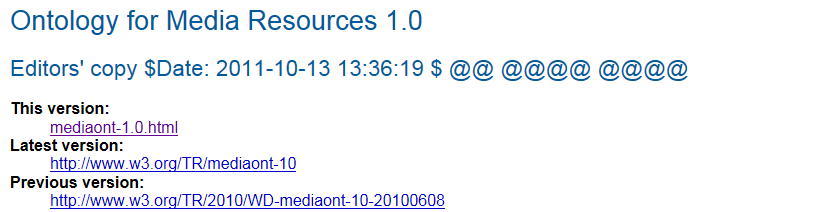 Ontology for Media Resources 1.0
Editors' copy $Date: 2011-10-13 13:36:19 $ @@ @@@@ @@@@
This version:
mediaont-1.0.html
Latest version:
http://www.w3.org/TR/mediaont-10
Previous version:
http://www.w3.org/TR/2010/WD-mediaont-10-20100608